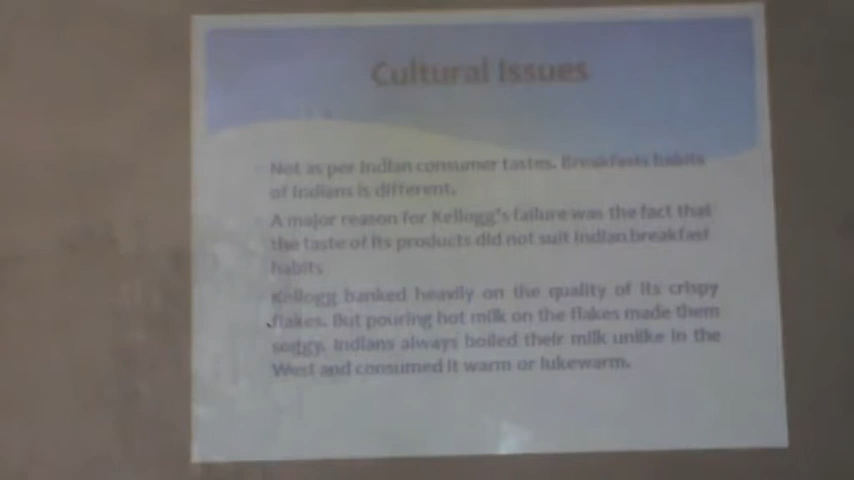 Cultural Issues
Not as per Indian consumer tastes. Breakfasts habits
of Indians is different.
A major reason for Kellogg's failure was the fact that
the taste of its products did not suit Indian breakfast
habits
Kellogg banked heavily on the quality of its crispy
flakes. But pouring hot milk on the flakes made them
soggy. Indians always boiled their milk unlike in the
West and consumed it warm or lukewarm.